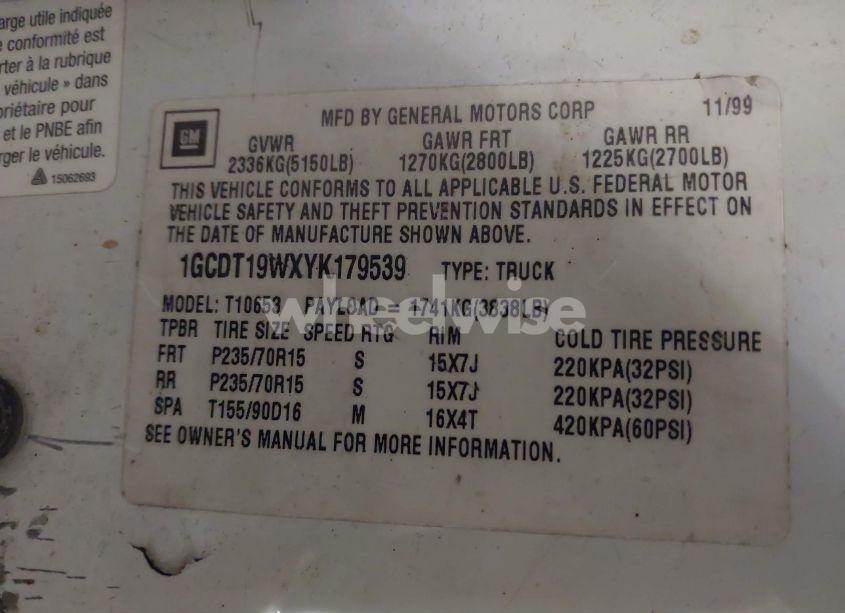 arge utile indiquée
e conformité est
rter à la rubrique
véhicule » dans
priétaire pour
et le PNBE afin
rger le véhicule.
15062693
GM
MFD BY GENERAL MOTORS CORP 11/99
GVWR GAWR FRT GAWR RR
2336KG(5150LB) 1270KG(2800LB) 1225KG(2700LB)
THIS VEHICLE CONFORMS TO ALL APPLICABLE U.S. FEDERAL MOTOR
VEHICLE SAFETY AND THEFT PREVENTION STANDARDS IN EFFECT ON
THE DATE OF MANUFACTURE SHOWN ABOVE.
1GCDT19WXYK179539 TYPE: TRUCK
MODEL: T10653 PAYLOAD = 1741KG(3838LB)
wheelwise
TPBR TIRE SIZE SPEED RTG RIM COLD TIRE PRESSURE
FRT P235/70R15 S 15X7J 220KPA(32PSI)
RR P235/70R15 S 15X7J 220KPA(32PSI)
SPA T155/90D16 M 16X4T 420KPA(60PSI)
SEE OWNER'S MANUAL FOR MORE INFORMATION.